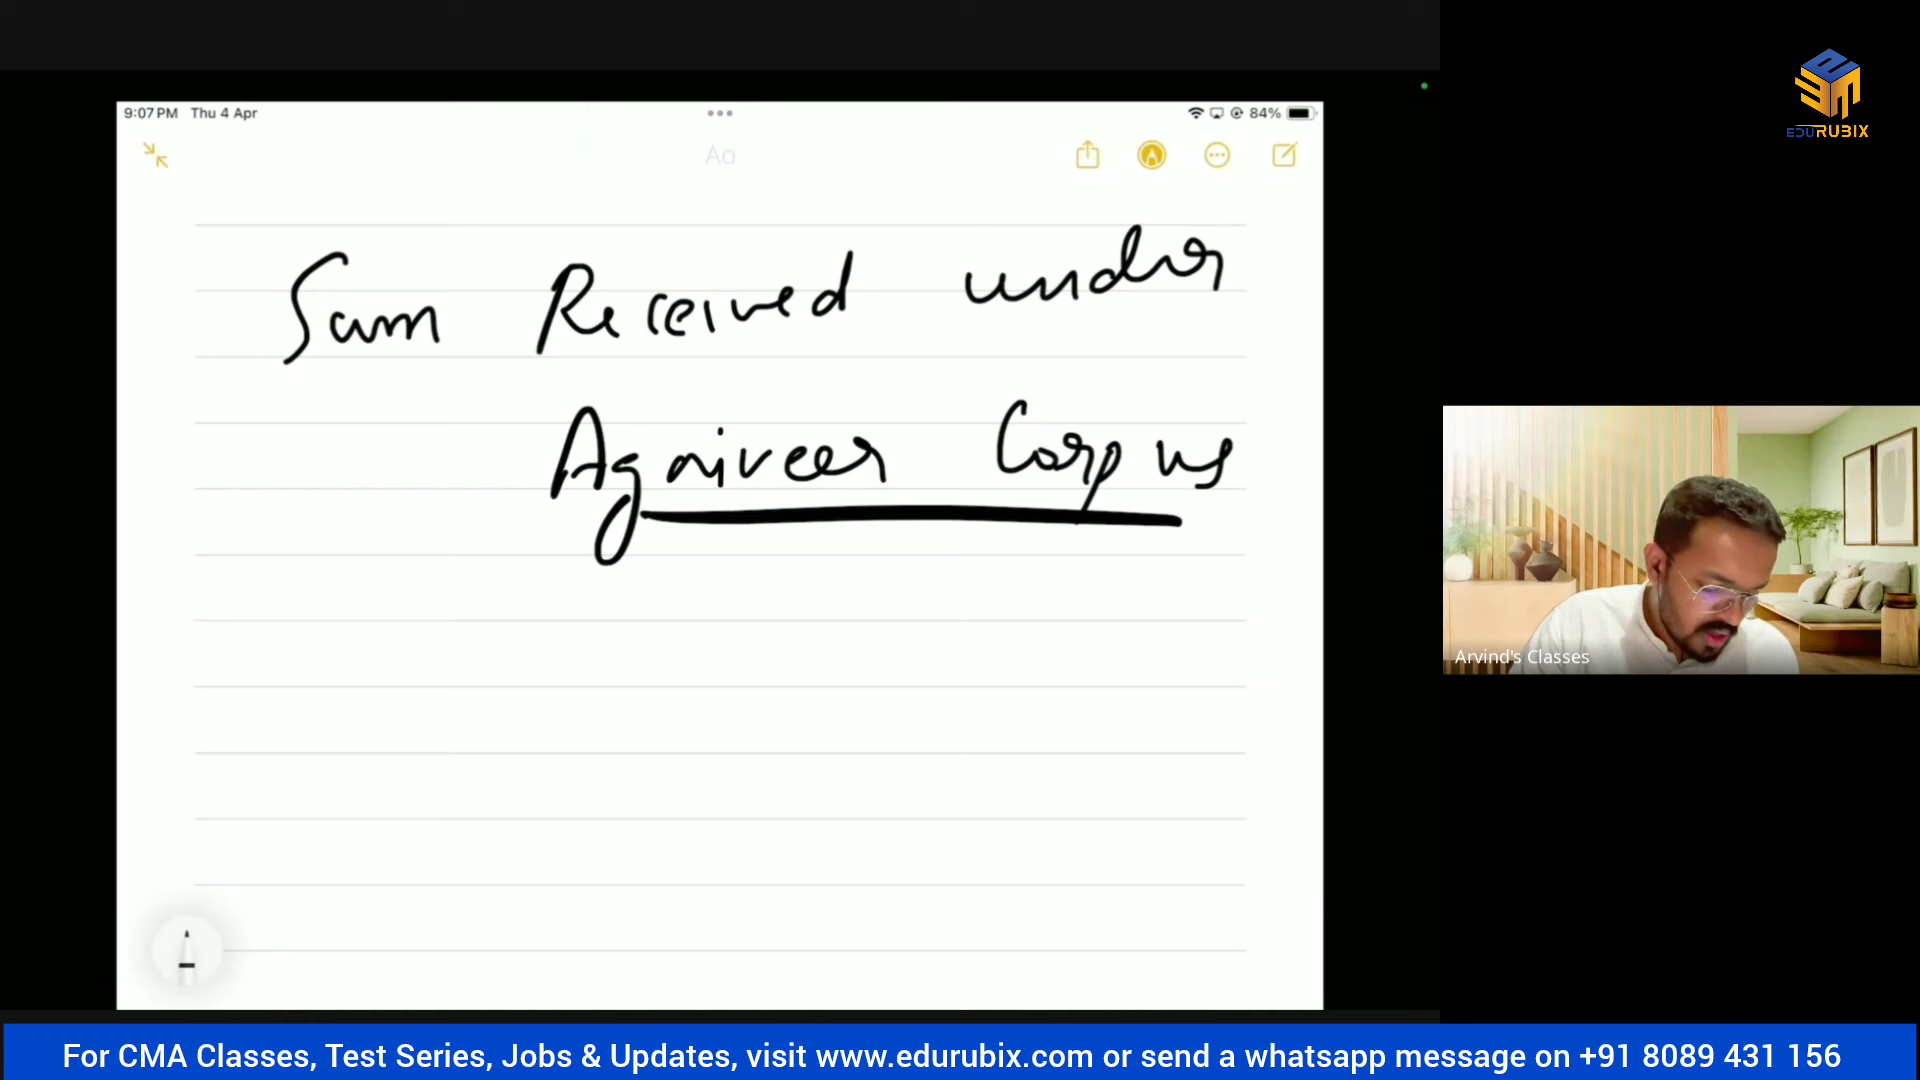 9:07 PM Thu 4 Apr
84%
Aa
EDURUBIX
Sum Received under
Agniveer Corpus
Arvind's Classes
For CMA Classes, Test Series, Jobs & Updates, visit www.edurubix.com or send a whatsapp message on +91 8089 431 156